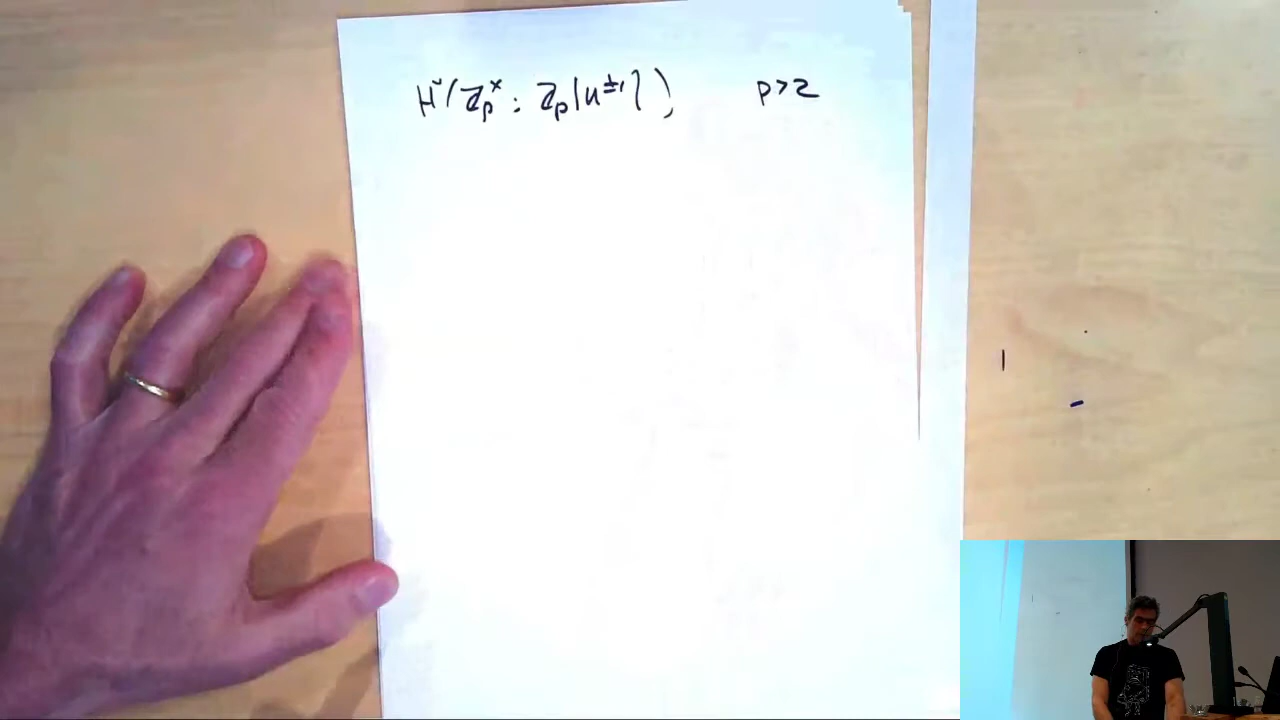 H^*(ℤ_p^× ; ℤ_p[u^{±1}]), p>2